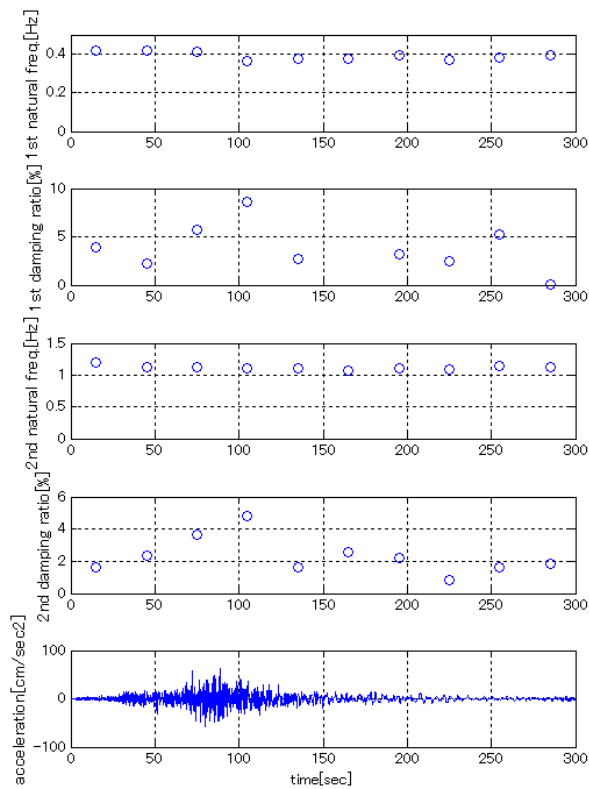 1st natural freq.[Hz]
0.4
0.2
0
0 50 100 150 200 250 300
1st damping ratio[%]
10
5
0
0 50 100 150 200 250 300
2nd natural freq.[Hz]
1.5
1
0.5
0
0 50 100 150 200 250 300
2nd damping ratio[%]
6
4
2
0
0 50 100 150 200 250 300
acceleration[cm/sec2]
100
0
-100
0 50 100 150 200 250 300
time[sec]